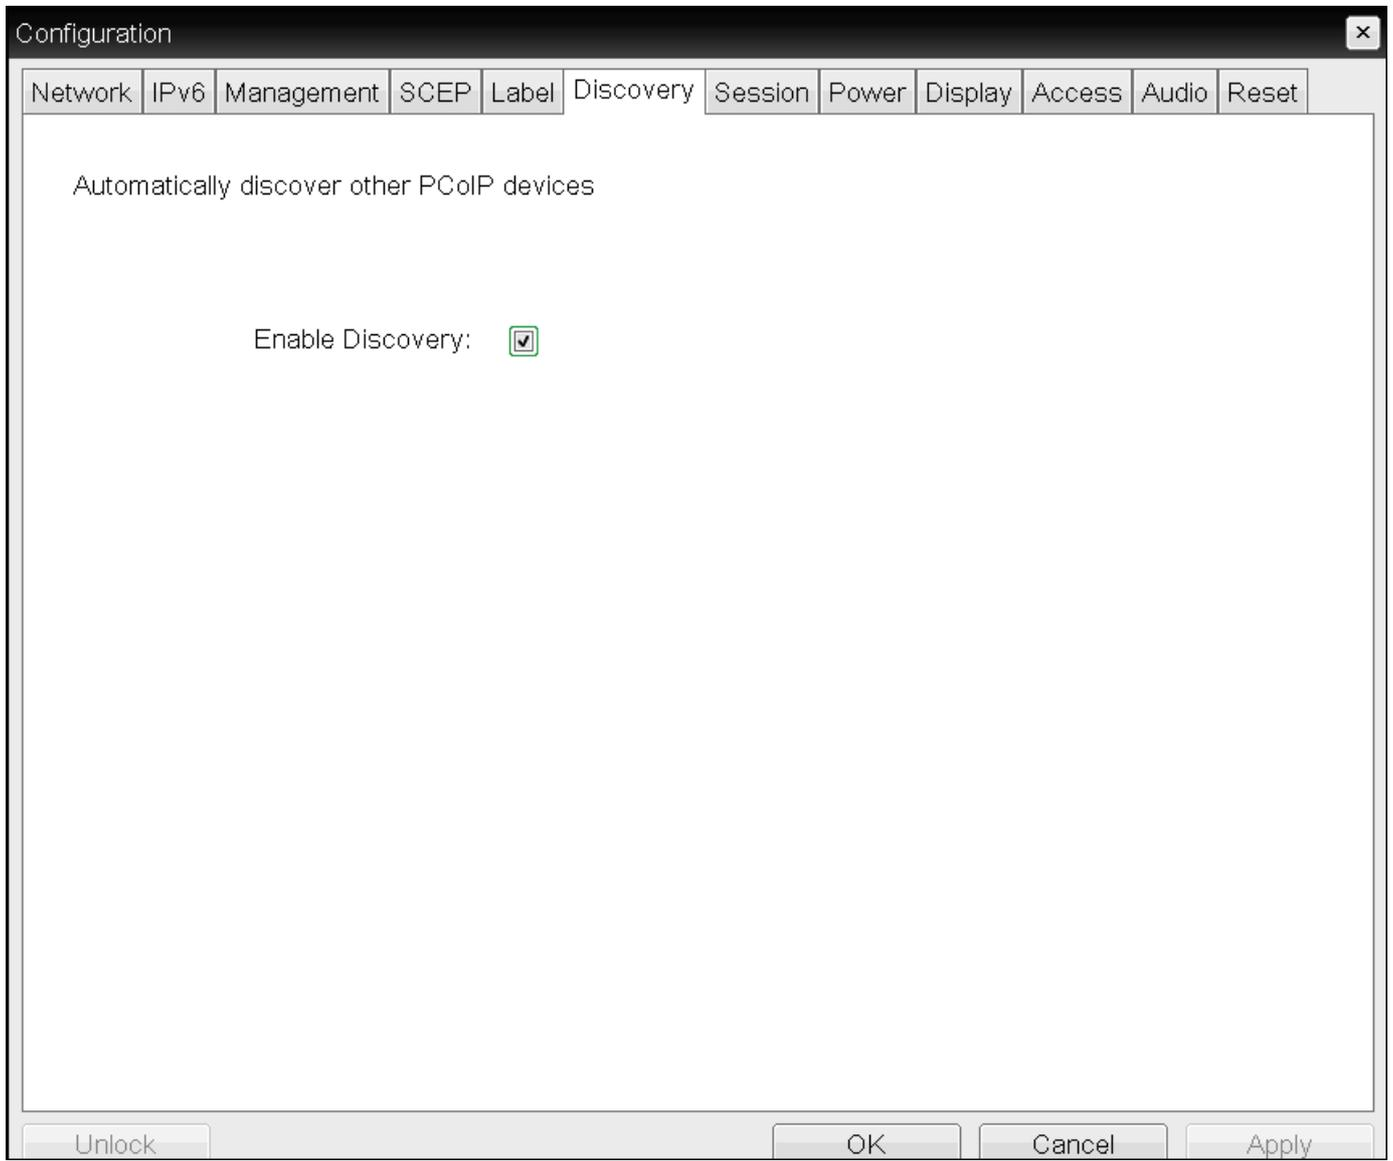 Configuration
Network IPv6 Management SCEP Label Discovery Session Power Display Access Audio Reset
Automatically discover other PCoIP devices
Enable Discovery:
Unlock OK Cancel Apply